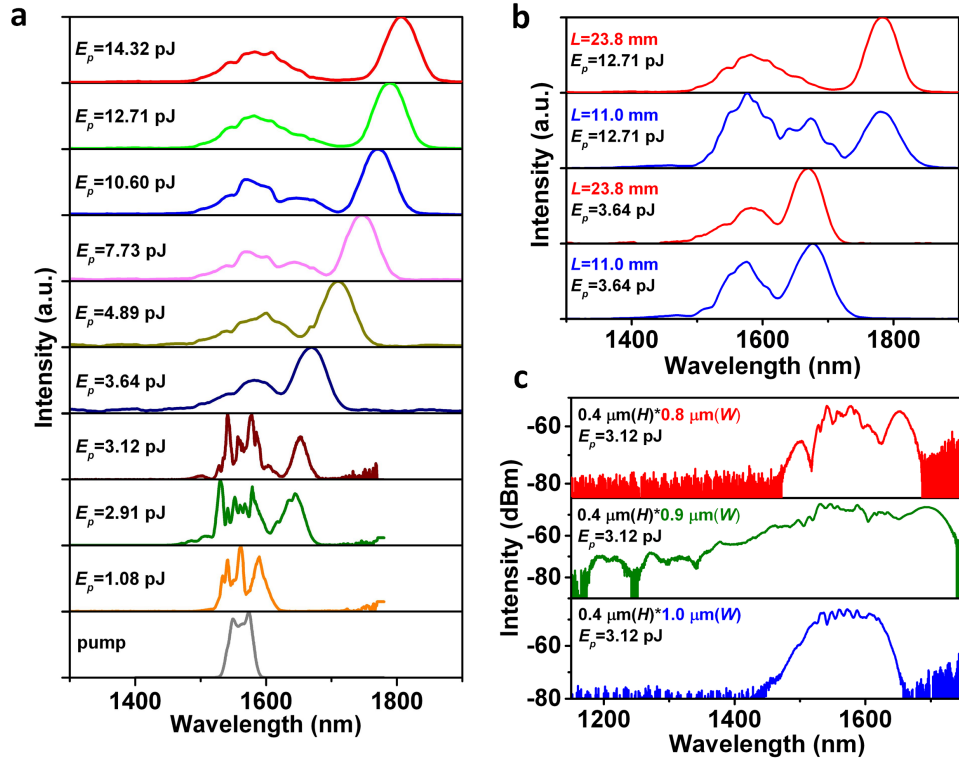 a
Intensity (a.u.)
E_p=14.32 pJ
E_p=12.71 pJ
E_p=10.60 pJ
E_p=7.73 pJ
E_p=4.89 pJ
E_p=3.64 pJ
E_p=3.12 pJ
E_p=2.91 pJ
E_p=1.08 pJ
pump
1400 1600 1800
Wavelength (nm)
b
Intensity (a.u.)
L=23.8 mm
E_p=12.71 pJ
L=11.0 mm
E_p=12.71 pJ
L=23.8 mm
E_p=3.64 pJ
L=11.0 mm
E_p=3.64 pJ
1400 1600 1800
Wavelength (nm)
c
Intensity (dBm)
0.4 μm(H)*0.8 μm(W)
E_p=3.12 pJ
-60
-80
0.4 μm(H)*0.9 μm(W)
E_p=3.12 pJ
-60
-80
0.4 μm(H)*1.0 μm(W)
E_p=3.12 pJ
-60
-80
1200 1400 1600
Wavelength (nm)